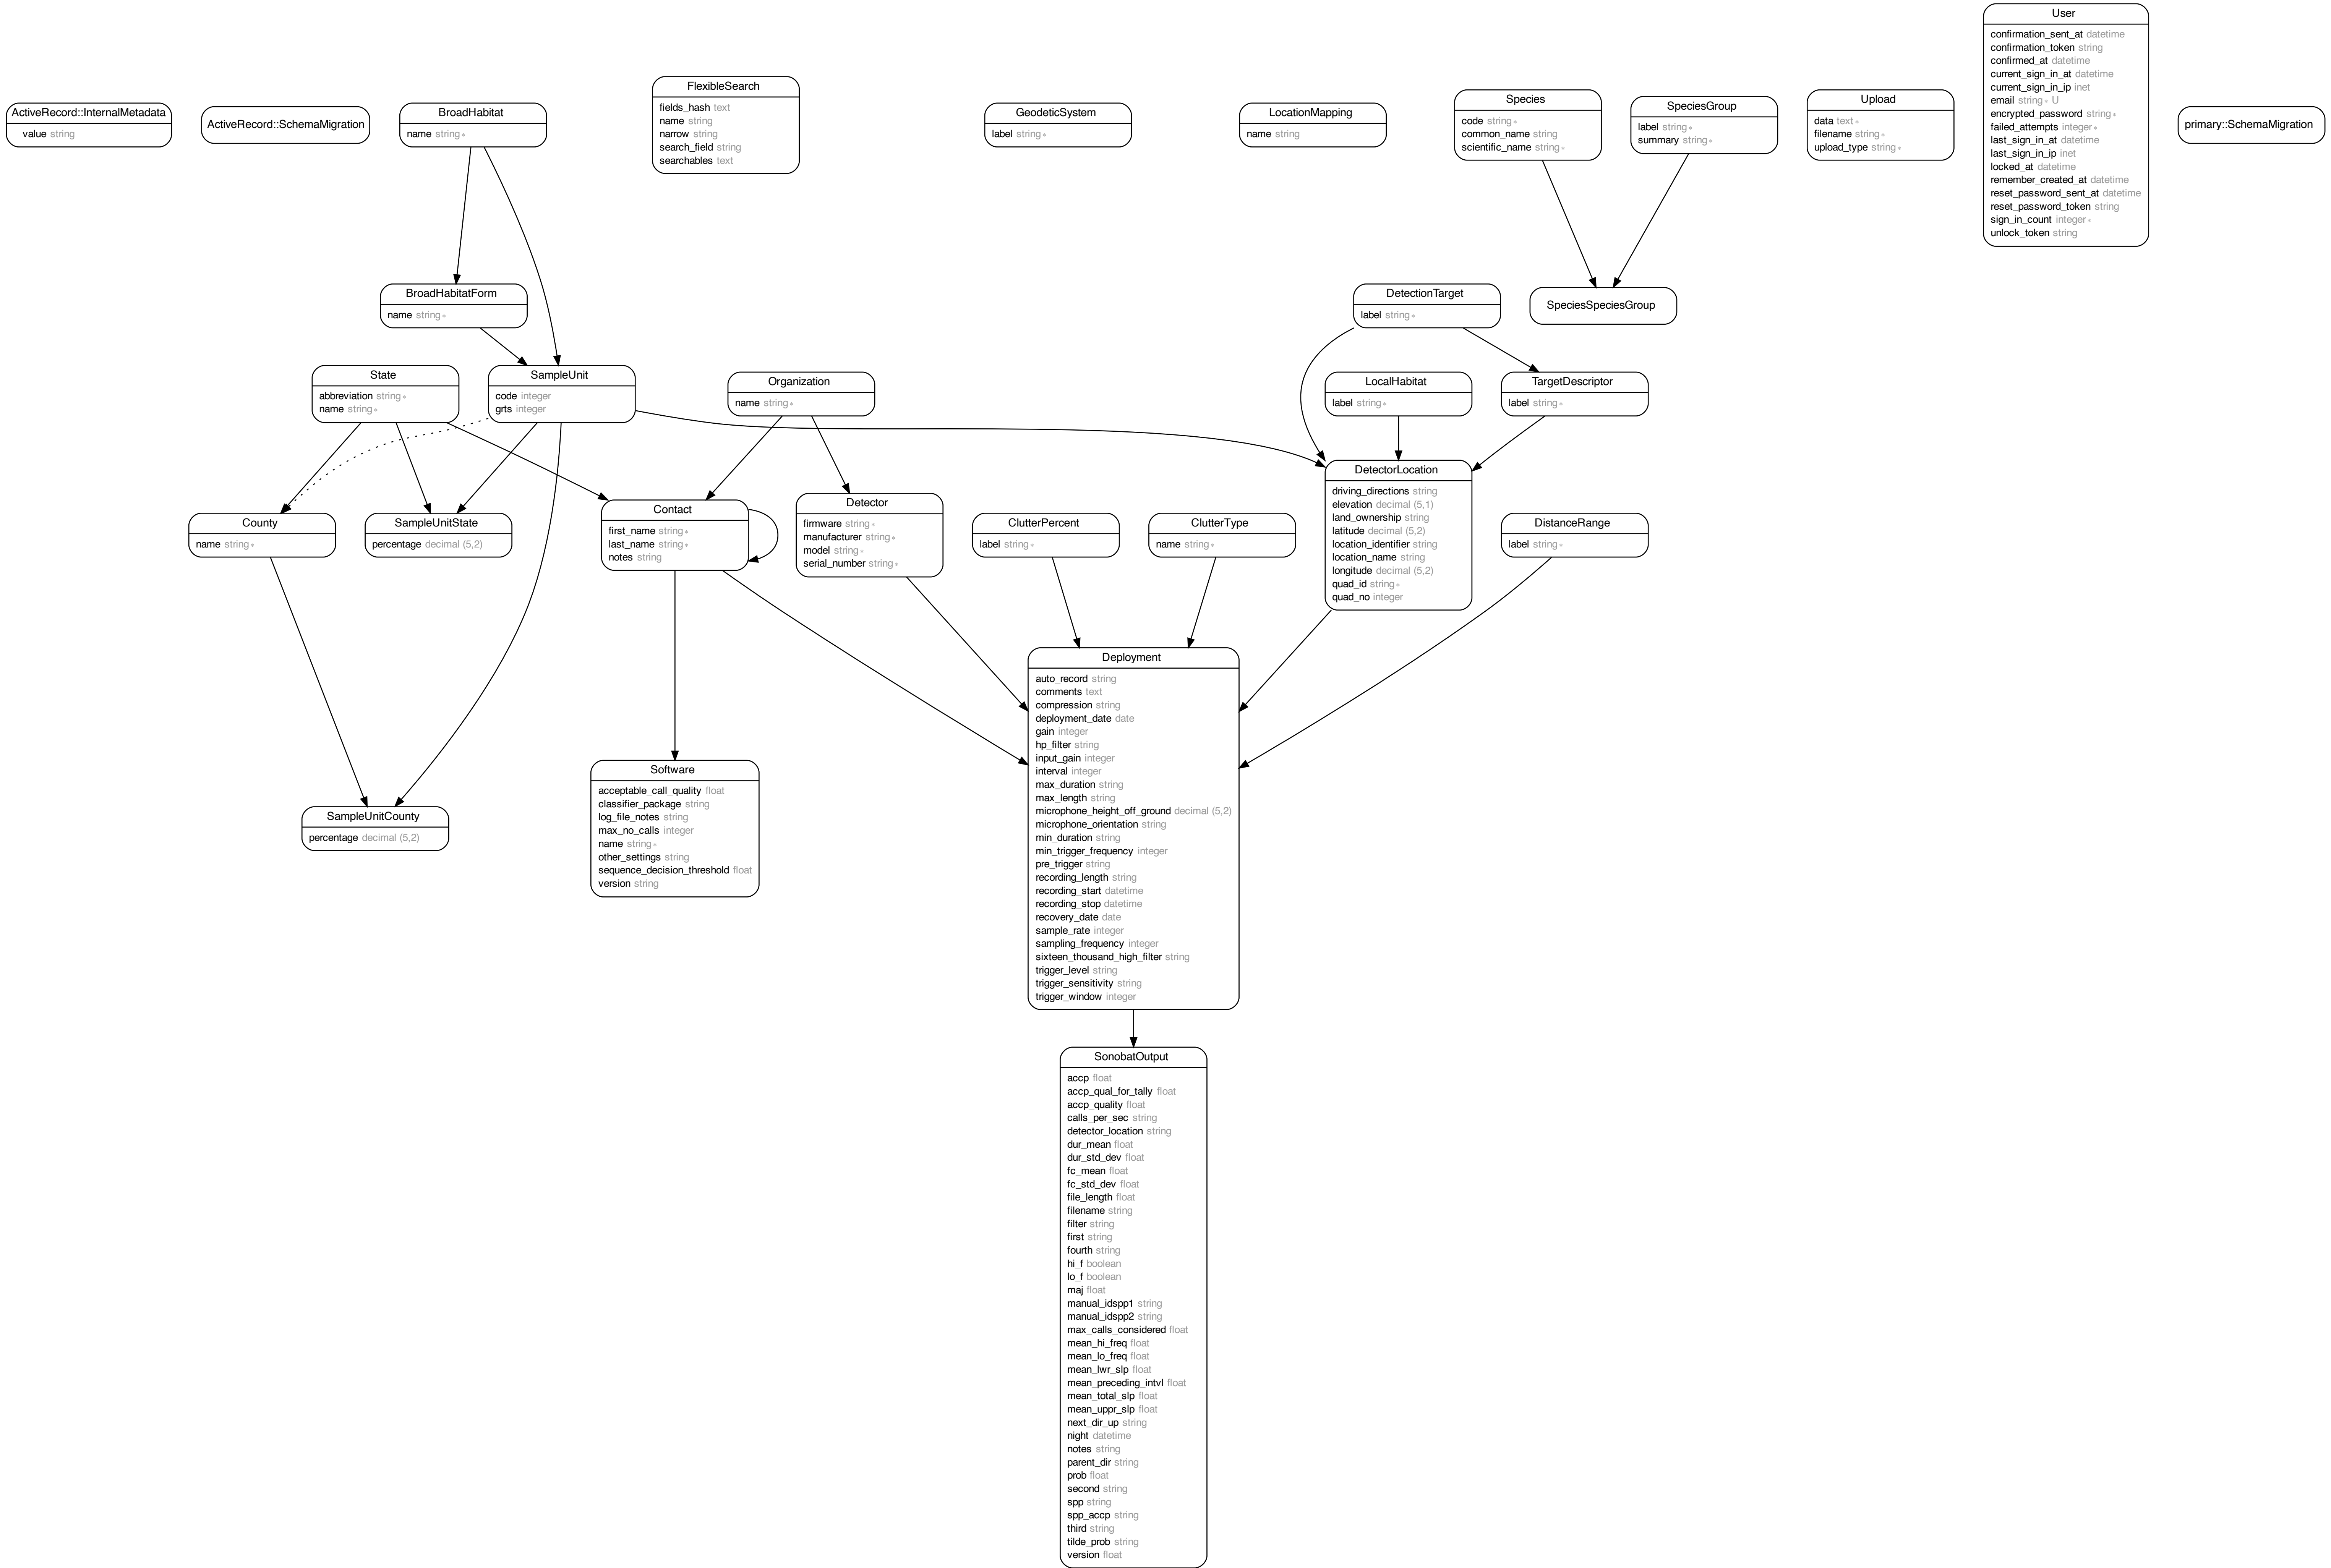 ActiveRecord::InternalMetadata
value string
ActiveRecord::SchemaMigration
BroadHabitat
name string *
FlexibleSearch
fields_hash text
name string
narrow string
search_field string
searchables text
GeodeticSystem
label string *
LocationMapping
name string
Species
code string *
common_name string
scientific_name string *
SpeciesGroup
label string *
summary string *
Upload
data text *
filename string *
upload_type string *
User
confirmation_sent_at datetime
confirmation_token string
confirmed_at datetime
current_sign_in_at datetime
current_sign_in_ip inet
email string * U
encrypted_password string *
failed_attempts integer *
last_sign_in_at datetime
last_sign_in_ip inet
locked_at datetime
remember_created_at datetime
reset_password_sent_at datetime
reset_password_token string
sign_in_count integer *
unlock_token string
primary::SchemaMigration
BroadHabitatForm
name string *
DetectionTarget
label string *
SpeciesSpeciesGroup
State
abbreviation string *
name string *
SampleUnit
code integer
grts integer
Organization
name string *
LocalHabitat
label string *
TargetDescriptor
label string *
County
name string *
SampleUnitState
percentage decimal (5,2)
Contact
first_name string *
last_name string *
notes string
Detector
firmware string *
manufacturer string *
model string *
serial_number string *
ClutterPercent
label string *
ClutterType
name string *
DetectorLocation
driving_directions string
elevation decimal (5,1)
land_ownership string
latitude decimal (5,2)
location_identifier string
location_name string
longitude decimal (5,2)
quad_id string *
quad_no integer
DistanceRange
label string *
Deployment
auto_record string
comments text
compression string
deployment_date date
gain integer
hp_filter string
input_gain integer
interval integer
max_duration string
max_length string
microphone_height_off_ground decimal (5,2)
microphone_orientation string
min_duration string
min_trigger_frequency integer
pre_trigger string
recording_length string
recording_start datetime
recording_stop datetime
recovery_date date
sample_rate integer
sampling_frequency integer
sixteen_thousand_high_filter string
trigger_level string
trigger_sensitivity string
trigger_window integer
Software
acceptable_call_quality float
classifier_package string
log_file_notes string
max_no_calls integer
name string *
other_settings string
sequence_decision_threshold float
version string
SampleUnitCounty
percentage decimal (5,2)
SonobatOutput
accp float
accp_qual_for_tally float
accp_quality float
calls_per_sec string
detector_location string
dur_mean float
dur_std_dev float
fc_mean float
fc_std_dev float
file_length float
filename string
filter string
first string
fourth string
hi_f boolean
lo_f boolean
maj float
manual_idspp1 string
manual_idspp2 string
max_calls_considered float
mean_hi_freq float
mean_lo_freq float
mean_lwr_slp float
mean_preceding_intvl float
mean_total_slp float
mean_uppr_slp float
next_dir_up string
night datetime
notes string
parent_dir string
prob float
second string
spp string
spp_accp string
third string
tilde_prob string
version float